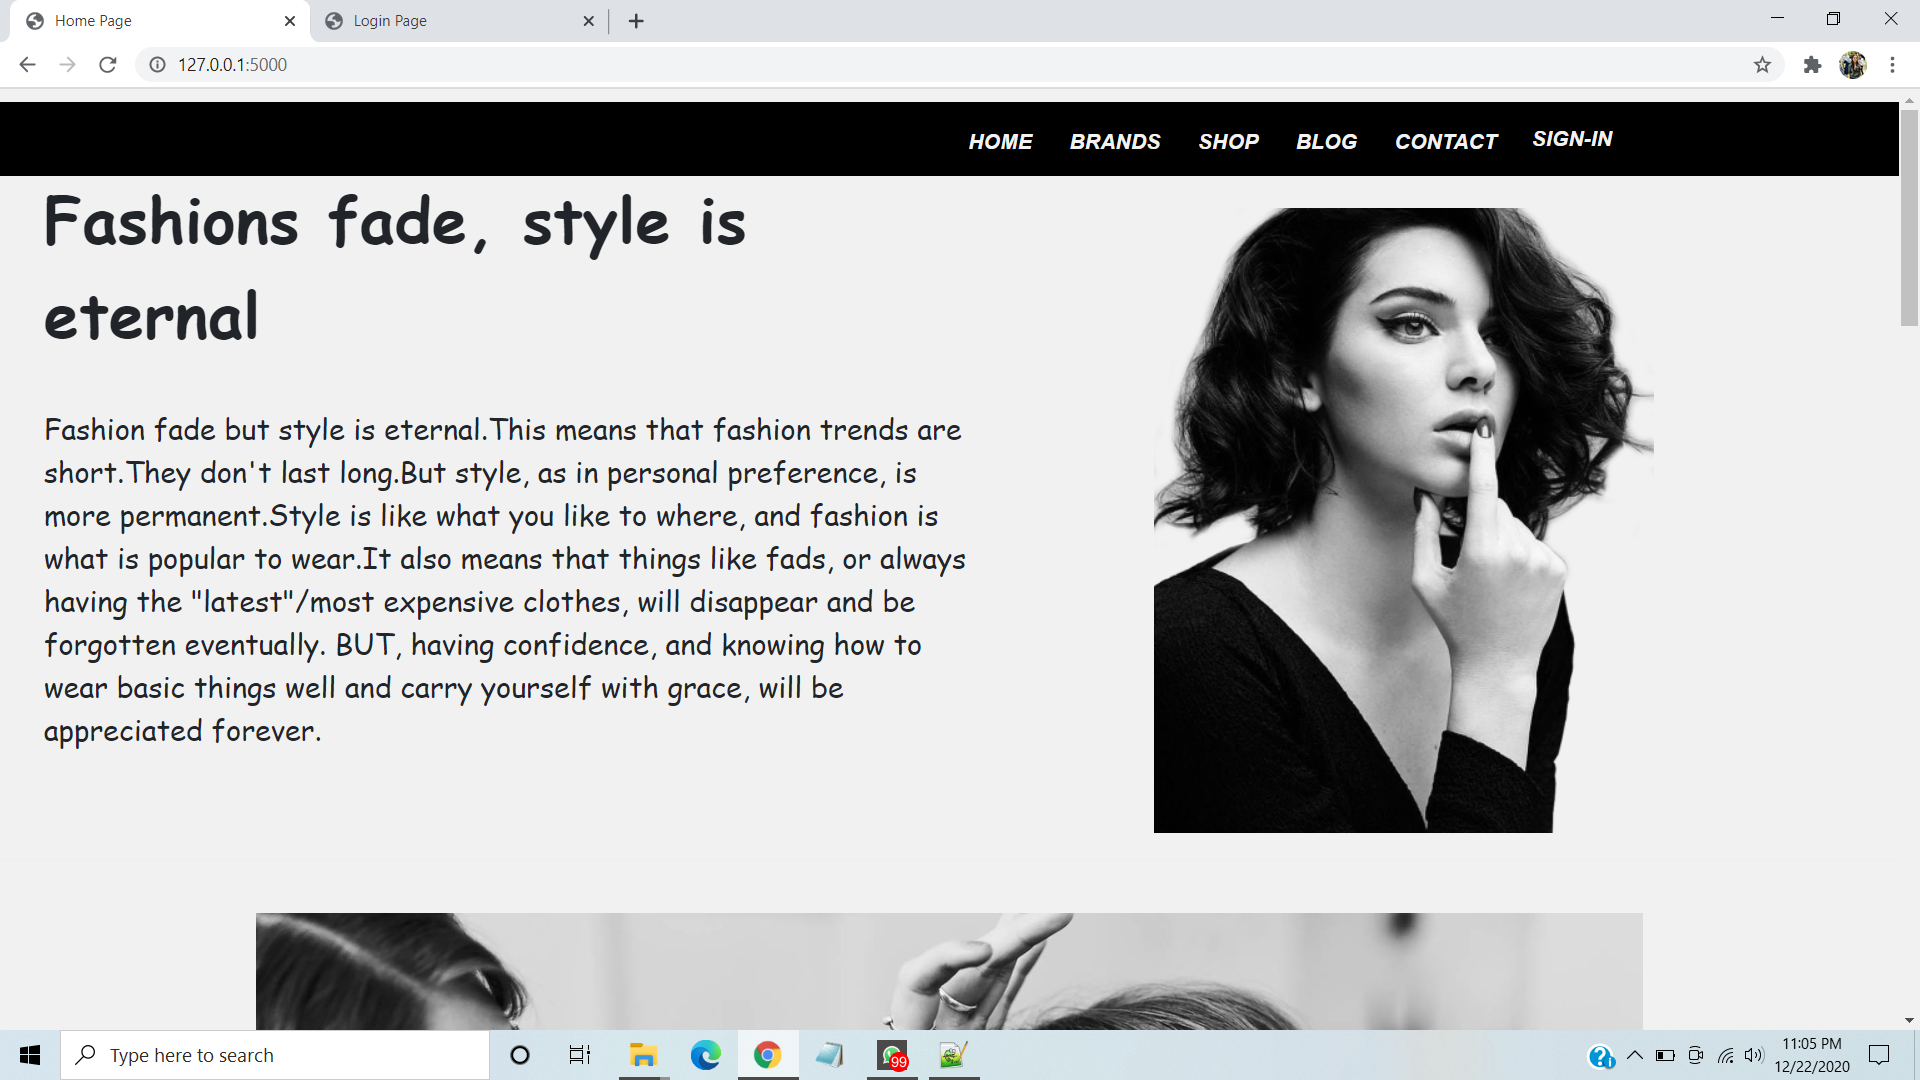 Home Page
Login Page
127.0.0.1:5000
HOME BRANDS SHOP BLOG CONTACT SIGN-IN
Fashions fade, style is
eternal
Fashion fade but style is eternal.This means that fashion trends are
short.They don't last long.But style, as in personal preference, is
more permanent.Style is like what you like to where, and fashion is
what is popular to wear.It also means that things like fads, or always
having the "latest"/most expensive clothes, will disappear and be
forgotten eventually. BUT, having confidence, and knowing how to
wear basic things well and carry yourself with grace, will be
appreciated forever.
Type here to search
99
11:05 PM
12/22/2020